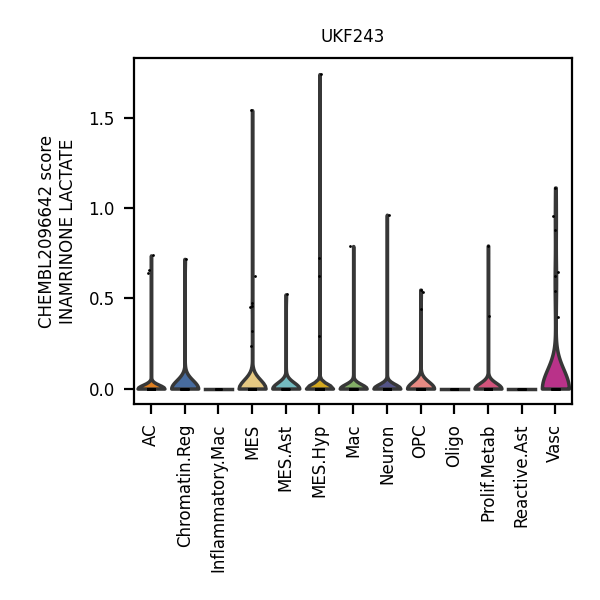 UKF243
CHEMBL2096642 score
INAMRINONE LACTATE
1.5
1.0
0.5
0.0
AC
Chromatin.Reg
Inflammatory.Mac
MES
MES.Ast
MES.Hyp
Mac
Neuron
OPC
Oligo
Prolif.Metab
Reactive.Ast
Vasc